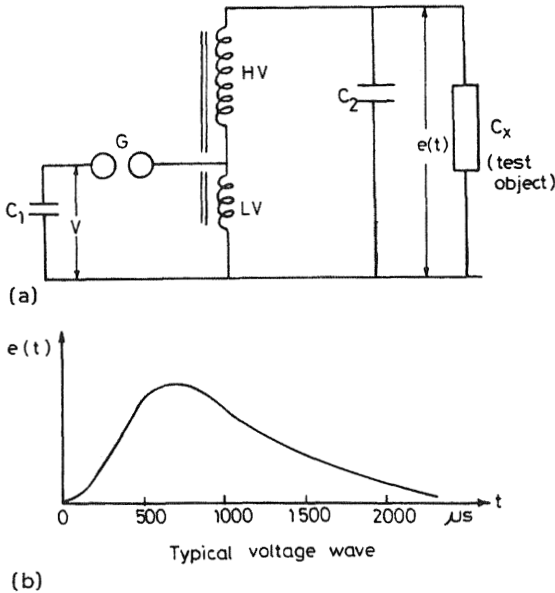 HV
G
C2
e(t)
Cx
(test
object)
C1
V
LV
(a)
e(t)
t
0 500 1000 1500 2000 μs
Typical voltage wave
(b)